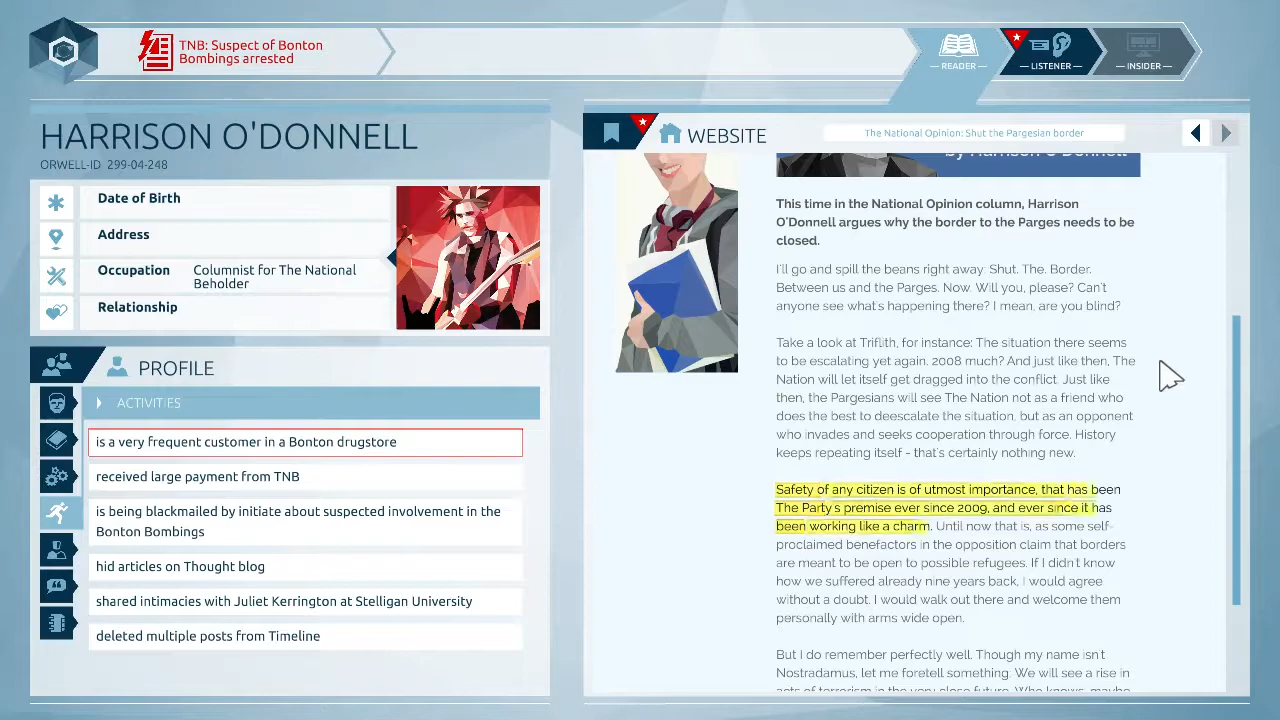 TNB: Suspect of Bonton
Bombings arrested
READER
LISTENER
INSIDER
HARRISON O'DONNELL
ORWELL-ID 299-04-248
Date of Birth
Address
Occupation Columnist for The National
Beholder
Relationship
PROFILE
ACTIVITIES
is a very frequent customer in a Bonton drugstore
received large payment from TNB
is being blackmailed by initiate about suspected involvement in the
Bonton Bombings
hid articles on Thought blog
shared intimacies with Juliet Kerrington at Stelligan University
deleted multiple posts from Timeline
WEBSITE
The National Opinion: Shut the Pargesian border
by Harrison O'Donnell
This time in the National Opinion column, Harrison
O'Donnell argues why the border to the Parges needs to be
closed.
I'll go and spill the beans right away: Shut. The. Border.
Between us and the Parges. Now. Will you, please? Can't
anyone see what's happening there? I mean, are you blind?
Take a look at Triflith, for instance: The situation there seems
to be escalating yet again. 2008 much? And just like then, The
Nation will let itself get dragged into the conflict. Just like
then, the Pargesians will see The Nation not as a friend who
does the best to deescalate the situation, but as an opponent
who invades and seeks cooperation through force. History
keeps repeating itself - that's certainly nothing new.
Safety of any citizen is of utmost importance, that has been
The Party's premise ever since 2009, and ever since it has
been working like a charm. Until now that is, as some self-
proclaimed benefactors in the opposition claim that borders
are meant to be open to possible refugees. If I didn't know
how we suffered already nine years back, I would agree
without a doubt. I would walk out there and welcome them
personally with arms wide open.
But I do remember perfectly well. Though my name isn't
Nostradamus, let me foretell something. We will see a rise in
acts of terrorism in the very close future. Who knows, maybe